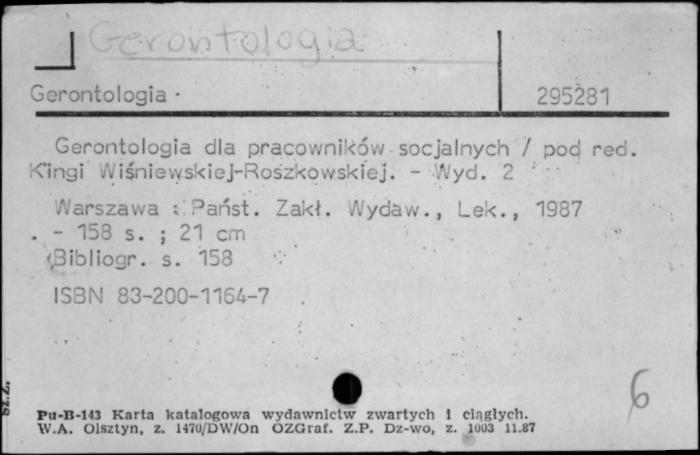 Gerontologia
Gerontologia
295281
Gerontologia dla pracowników socjalnych / pod red.
Kingi Wiśniewskiej-Roszkowskiej. - Wyd. 2
Warszawa : Państ. Zakł. Wydaw., Lek., 1987
. - 158 s. ; 21 cm
Bibliogr. s. 158
ISBN 83-200-1164-7
6
Sz.Z.
Pu-B-143 Karta katalogowa wydawnictw zwartych i ciągłych.
W.A. Olsztyn, z. 1470/DW/On OZGraf. Z.P. Dz-wo, z. 1003 11.87